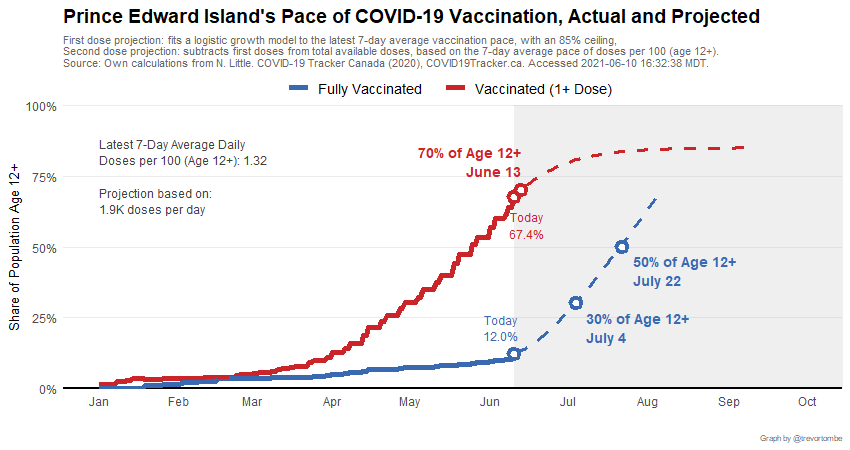 Prince Edward Island's Pace of COVID-19 Vaccination, Actual and Projected
First dose projection: fits a logistic growth model to the latest 7-day average vaccination pace, with an 85% ceiling,
Second dose projection: subtracts first doses from total available doses, based on the 7-day average pace of doses per 100 (age 12+).
Source: Own calculations from N. Little. COVID-19 Tracker Canada (2020), COVID19Tracker.ca. Accessed 2021-06-10 16:32:38 MDT.
Fully Vaccinated Vaccinated (1+ Dose)
Share of Population Age 12+
100%
75%
50%
25%
0%
Latest 7-Day Average Daily
Doses per 100 (Age 12+): 1.32
Projection based on:
1.9K doses per day
70% of Age 12+
June 13
Today
67.4%
50% of Age 12+
July 22
Today
12.0%
30% of Age 12+
July 4
Jan Feb Mar Apr May Jun Jul Aug Sep Oct
Graph by @trevortombe